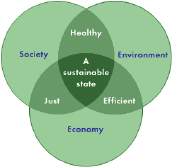 Healthy
Society
Environment
A
sustainable
state
Just
Efficient
Economy